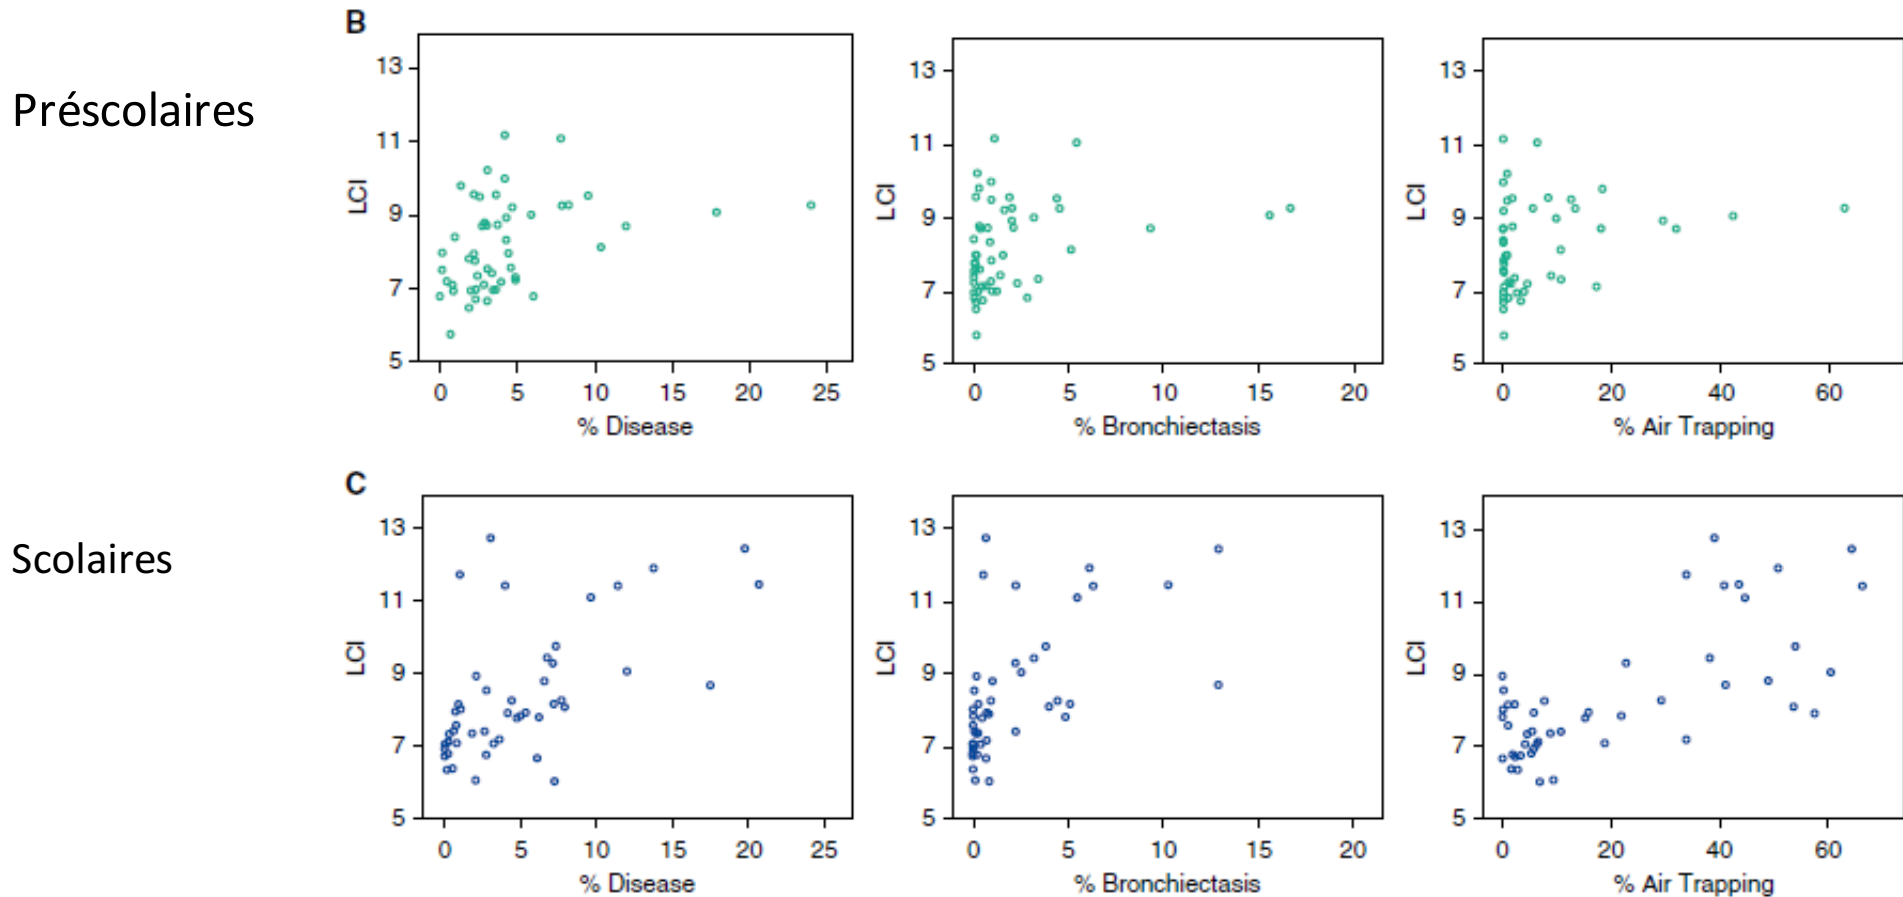 B
Préscolaires
13
11
9
7
5
LCI
0 5 10 15 20 25
% Disease
13
11
9
7
5
LCI
0 5 10 15 20
% Bronchiectasis
13
11
9
7
5
LCI
0 20 40 60
% Air Trapping
C
Scolaires
13
11
9
7
5
LCI
0 5 10 15 20 25
% Disease
13
11
9
7
5
LCI
0 5 10 15 20
% Bronchiectasis
13
11
9
7
5
LCI
0 20 40 60
% Air Trapping